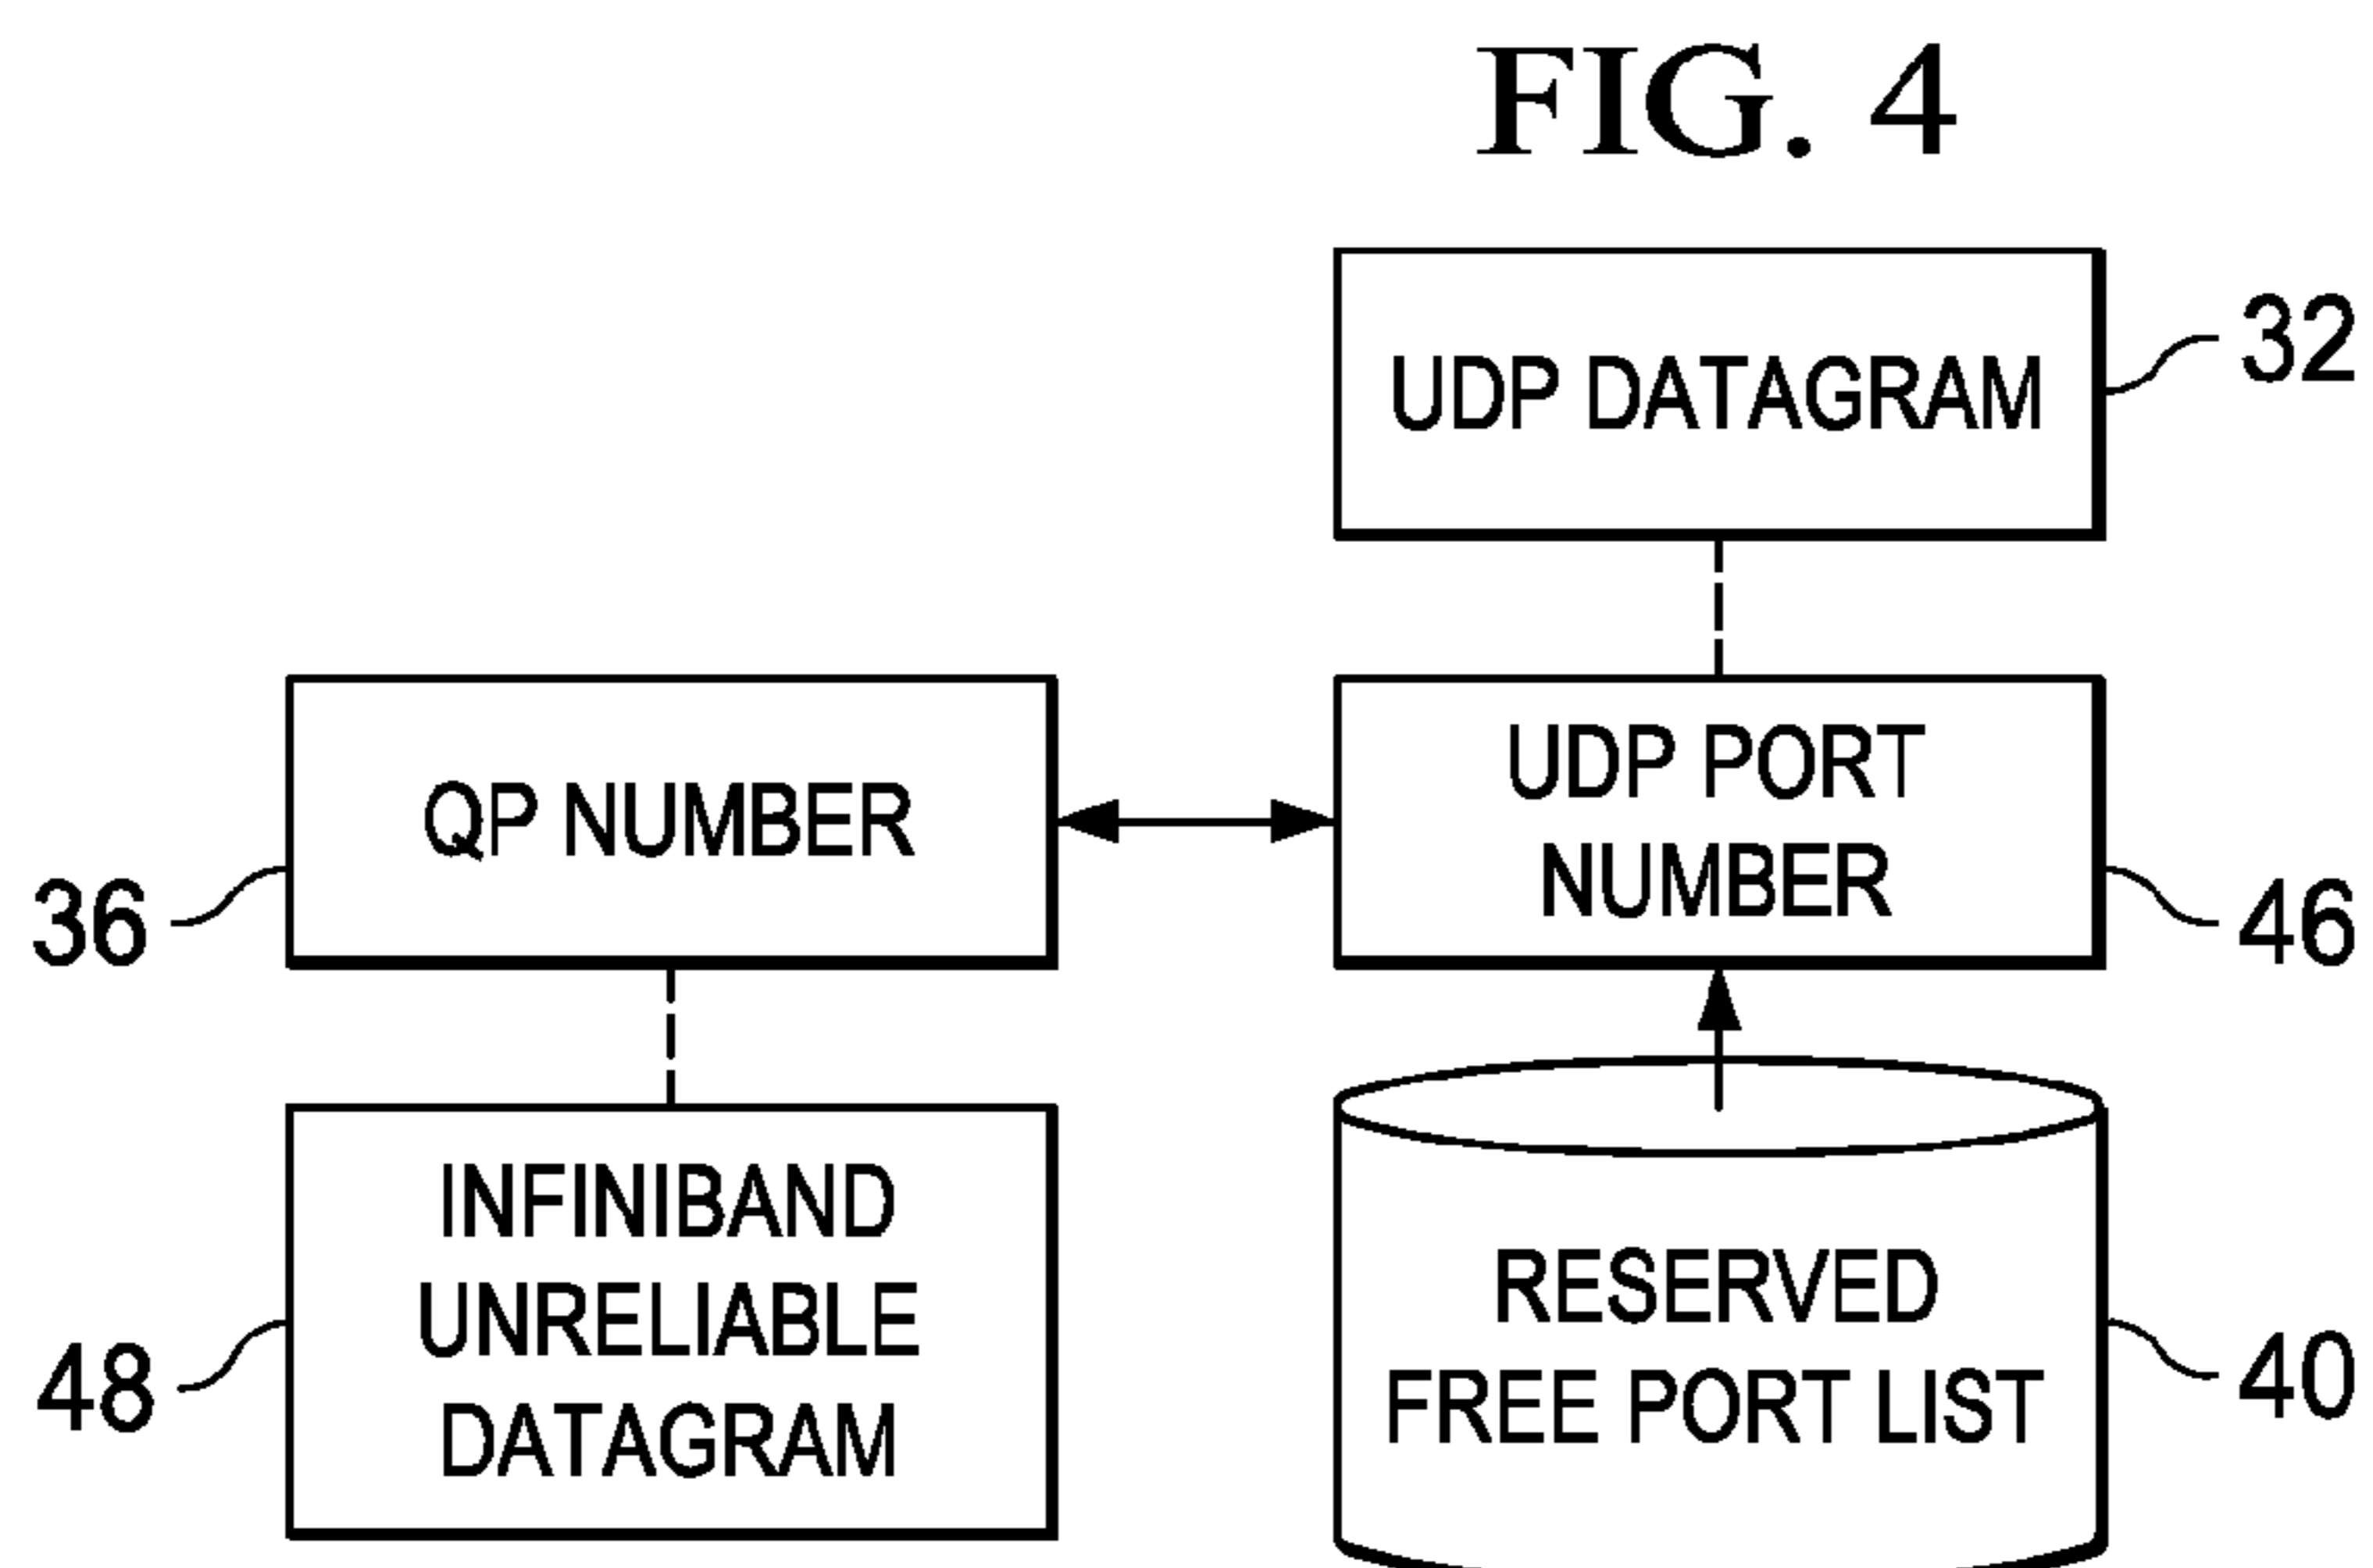 FIG. 4
UDP DATAGRAM
32
QP NUMBER
36
UDP PORT
NUMBER
46
INFINIBAND
UNRELIABLE
DATAGRAM
48
RESERVED
FREE PORT LIST
40